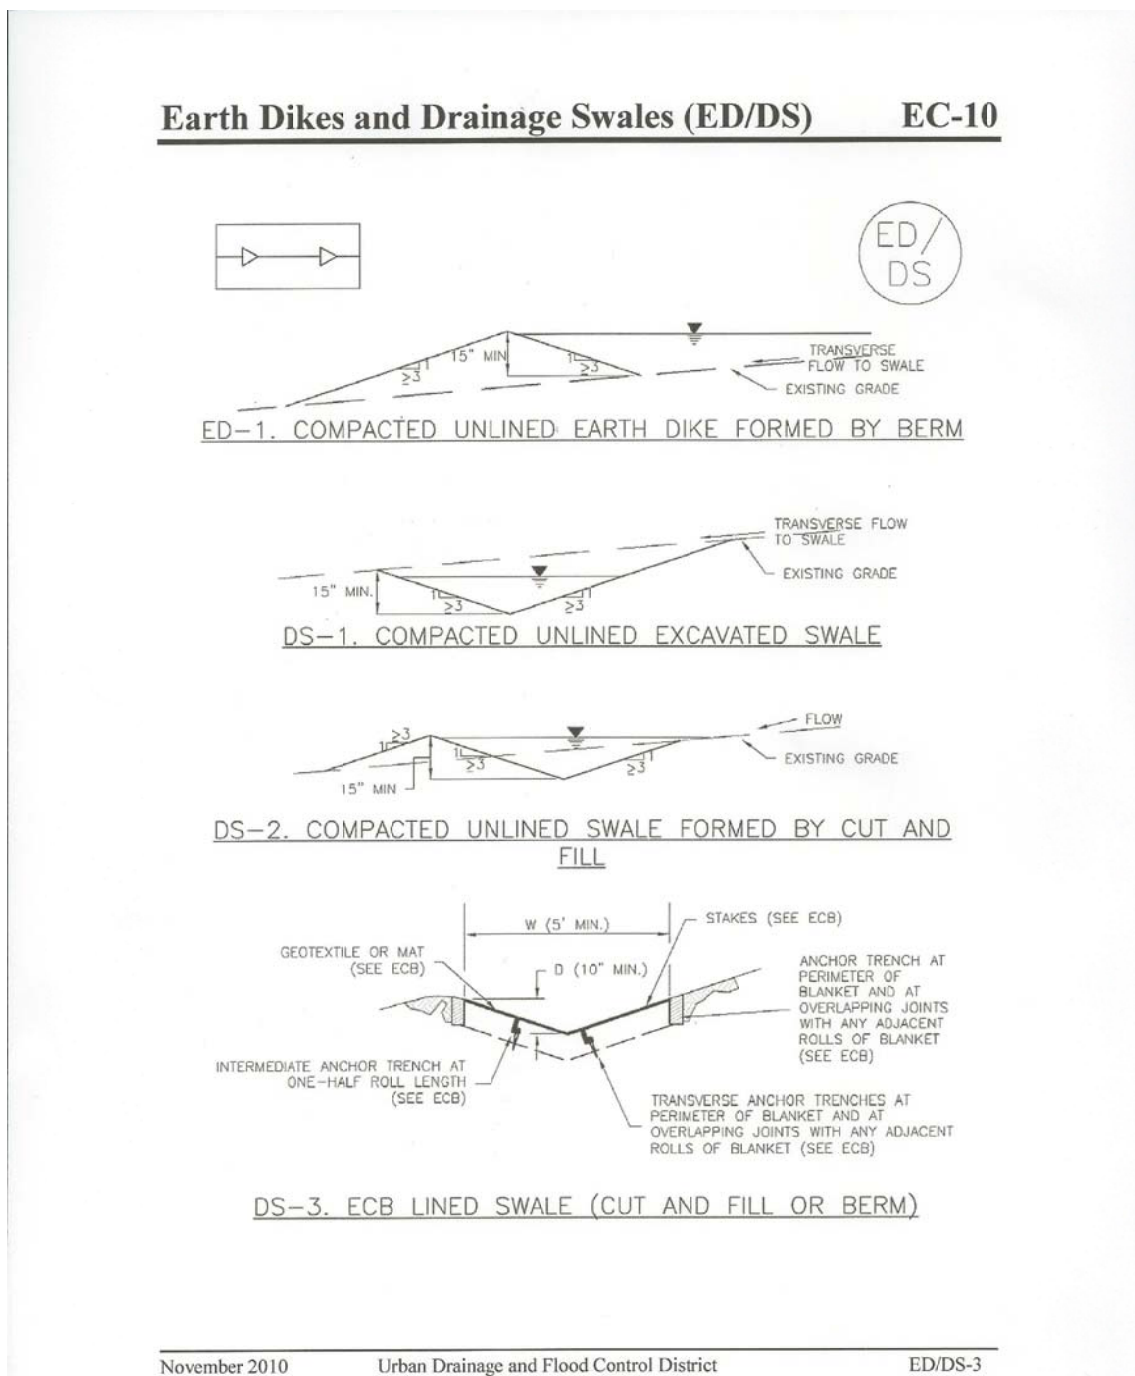 Earth Dikes and Drainage Swales (ED/DS) EC-10
ED/
DS
15" MIN
1
≥3
1
≥3
TRANSVERSE
FLOW TO SWALE
EXISTING GRADE
ED-1. COMPACTED UNLINED EARTH DIKE FORMED BY BERM
TRANSVERSE FLOW
TO SWALE
EXISTING GRADE
15" MIN.
1
≥3
1
≥3
DS-1. COMPACTED UNLINED EXCAVATED SWALE
FLOW
EXISTING GRADE
1
≥3
1
≥3
1
≥3
15" MIN
DS-2. COMPACTED UNLINED SWALE FORMED BY CUT AND
FILL
W (5' MIN.)
STAKES (SEE ECB)
GEOTEXTILE OR MAT
(SEE ECB)
D (10" MIN.)
ANCHOR TRENCH AT
PERIMETER OF
BLANKET AND AT
OVERLAPPING JOINTS
WITH ANY ADJACENT
ROLLS OF BLANKET
(SEE ECB)
INTERMEDIATE ANCHOR TRENCH AT
ONE-HALF ROLL LENGTH
(SEE ECB)
TRANSVERSE ANCHOR TRENCHES AT
PERIMETER OF BLANKET AND AT
OVERLAPPING JOINTS WITH ANY ADJACENT
ROLLS OF BLANKET (SEE ECB)
DS-3. ECB LINED SWALE (CUT AND FILL OR BERM)
November 2010 Urban Drainage and Flood Control District ED/DS-3